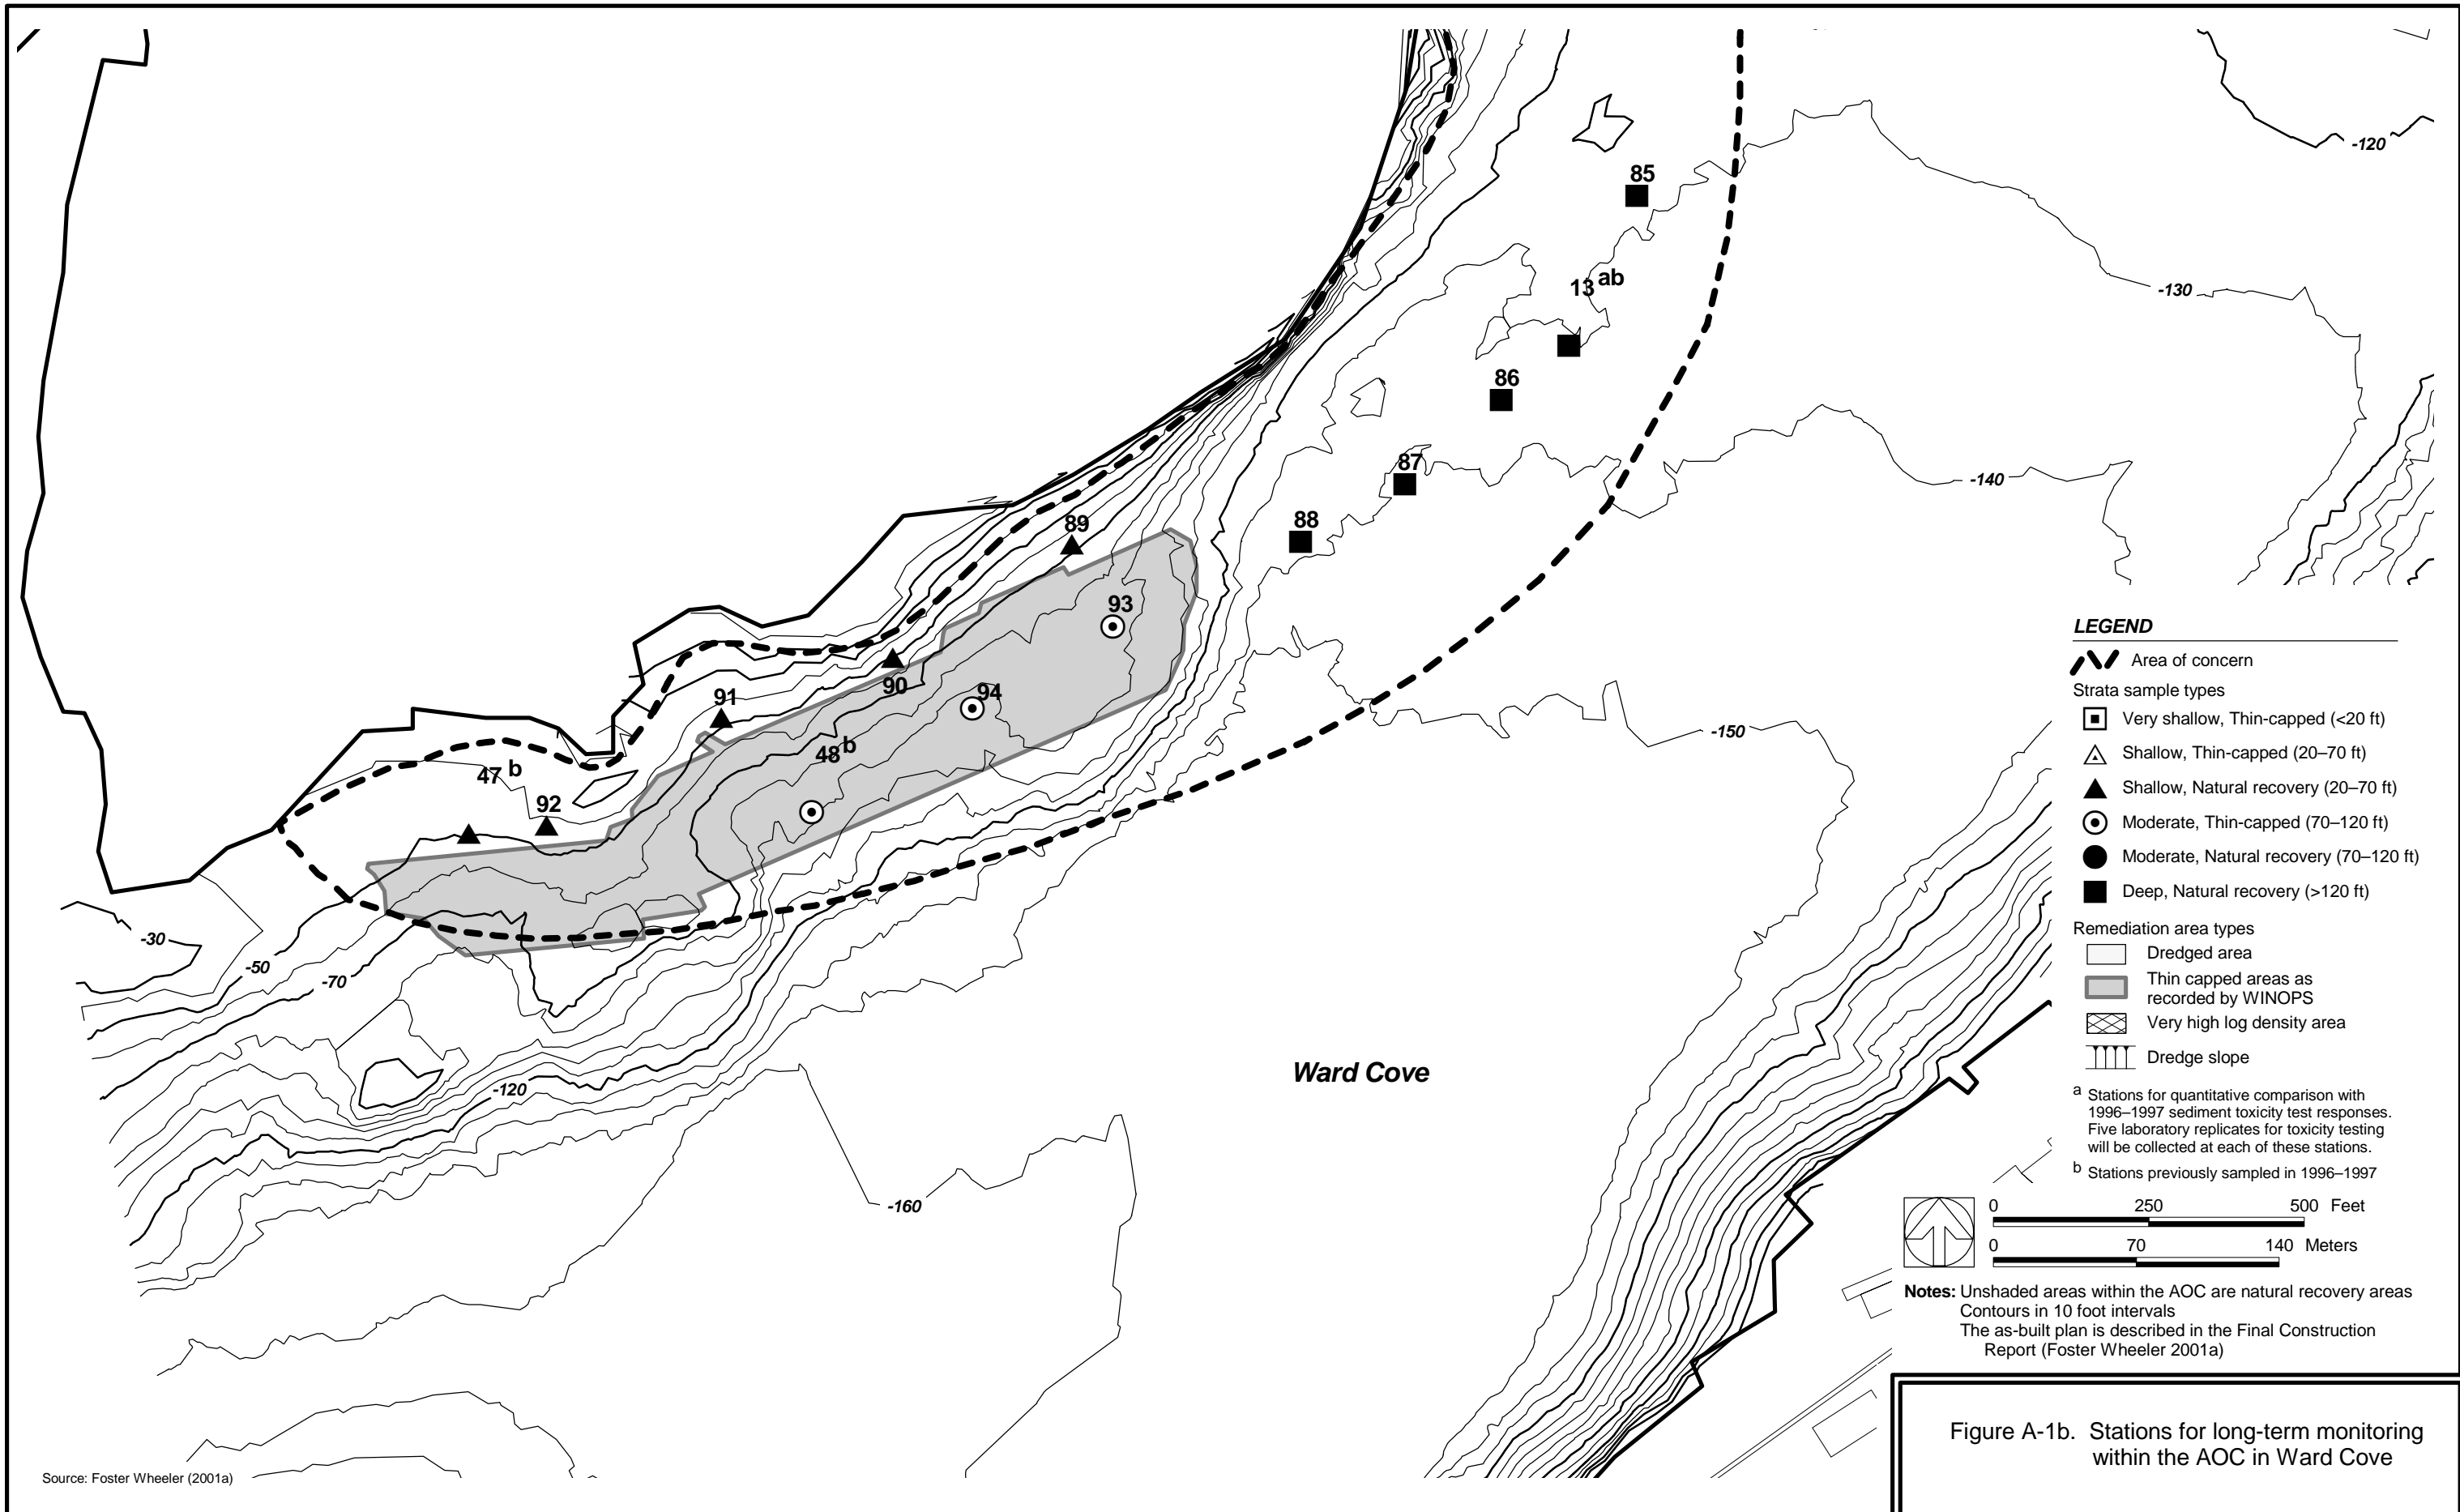 -120
85
13 ab
-130
86
87
-140
88
89
93
90
94
91
48 b
47 b
92
-150
-30
-50
-70
-120
-160
Ward Cove
LEGEND
Area of concern
Strata sample types
Very shallow, Thin-capped (<20 ft)
Shallow, Thin-capped (20–70 ft)
Shallow, Natural recovery (20–70 ft)
Moderate, Thin-capped (70–120 ft)
Moderate, Natural recovery (70–120 ft)
Deep, Natural recovery (>120 ft)
Remediation area types
Dredged area
Thin capped areas as
recorded by WINOPS
Very high log density area
Dredge slope
a Stations for quantitative comparison with
1996–1997 sediment toxicity test responses.
Five laboratory replicates for toxicity testing
will be collected at each of these stations.
b Stations previously sampled in 1996–1997
0 250 500 Feet
0 70 140 Meters
Notes: Unshaded areas within the AOC are natural recovery areas
Contours in 10 foot intervals
The as-built plan is described in the Final Construction
Report (Foster Wheeler 2001a)
Figure A-1b. Stations for long-term monitoring
within the AOC in Ward Cove
Source: Foster Wheeler (2001a)